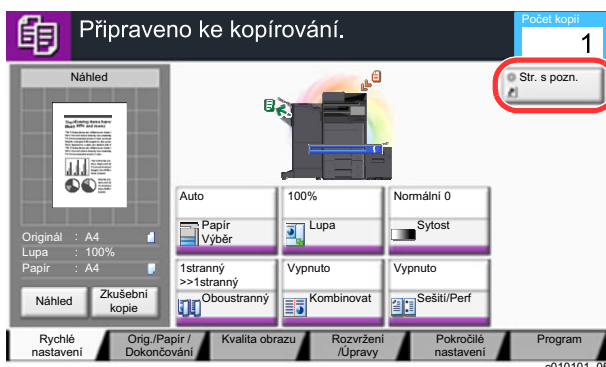 Připraveno ke kopírování.
Počet kopií
1
Str. s pozn.
Náhled
Originál : A4
Lupa : 100%
Papír : A4
Náhled
Zkušební
kopie
Auto
Papír
Výběr
100%
Lupa
Normální 0
Sytost
1stranný
>>1stranný
Oboustranný
Vypnuto
Kombinovat
Vypnuto
Sešití/Perf
Rychlé
nastavení
Orig./Papír /
Dokončování
Kvalita obrazu
Rozvržení
/Úpravy
Pokročilé
nastavení
Program